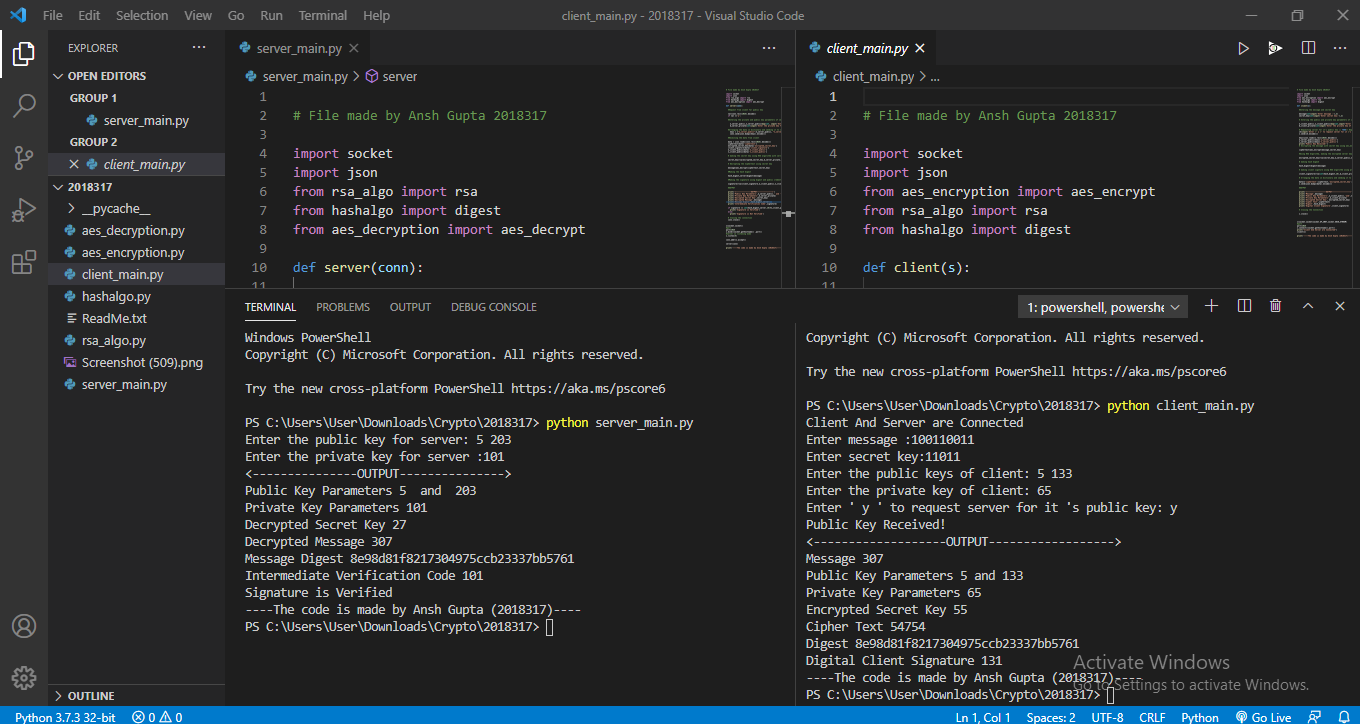 File Edit Selection View Go Run Terminal Help client_main.py - 2018317 - Visual Studio Code
EXPLORER
OPEN EDITORS
GROUP 1
server_main.py
GROUP 2
client_main.py
2018317
__pycache__
aes_decryption.py
aes_encryption.py
client_main.py
hashalgo.py
ReadMe.txt
rsa_algo.py
Screenshot (509).png
server_main.py
OUTLINE
server_main.py
server_main.py > server
1
2 # File made by Ansh Gupta 2018317
3
4 import socket
5 import json
6 from rsa_algo import rsa
7 from hashalgo import digest
8 from aes_decryption import aes_decrypt
9
10 def server(conn):
11
client_main.py
client_main.py > ...
1
2 # File made by Ansh Gupta 2018317
3
4 import socket
5 import json
6 from aes_encryption import aes_encrypt
7 from rsa_algo import rsa
8 from hashalgo import digest
9
10 def client(s):
11
TERMINAL PROBLEMS OUTPUT DEBUG CONSOLE 1: powershell, powershe
Windows PowerShell
Copyright (C) Microsoft Corporation. All rights reserved.
Try the new cross-platform PowerShell https://aka.ms/pscore6
PS C:\Users\User\Downloads\Crypto\2018317> python server_main.py
Enter the public key for server: 5 203
Enter the private key for server :101
<---------------OUTPUT--------------->
Public Key Parameters 5  and  203
Private Key Parameters 101
Decrypted Secret Key 27
Decrypted Message 307
Message Digest 8e98d81f8217304975ccb23337bb5761
Intermediate Verification Code 101
Signature is Verified
----The code is made by Ansh Gupta (2018317)----
PS C:\Users\User\Downloads\Crypto\2018317>
Copyright (C) Microsoft Corporation. All rights reserved.
Try the new cross-platform PowerShell https://aka.ms/pscore6
PS C:\Users\User\Downloads\Crypto\2018317> python client_main.py
Client And Server are Connected
Enter message :100110011
Enter secret key:11011
Enter the public keys of client: 5 133
Enter the private key of client: 65
Enter ' y ' to request server for it 's public key: y
Public Key Received!
<-------------------OUTPUT------------------>
Message 307
Public Key Parameters 5 and 133
Private Key Parameters 65
Encrypted Secret Key 55
Cipher Text 54754
Digest 8e98d81f8217304975ccb23337bb5761
Digital Client Signature 131
----The code is made by Ansh Gupta (2018317)----
PS C:\Users\User\Downloads\Crypto\2018317>
Activate Windows
Go to Settings to activate Windows.
Python 3.7.3 32-bit 0 0 Ln 1, Col 1 Spaces: 2 UTF-8 CRLF Python Go Live